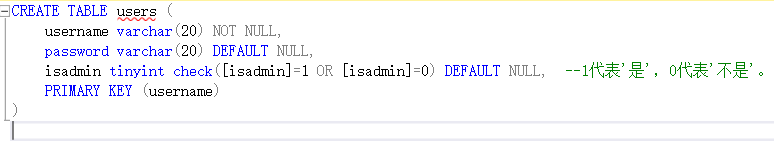 CREATE TABLE users (
username varchar(20) NOT NULL,
password varchar(20) DEFAULT NULL,
isadmin tinyint check([isadmin]=1 OR [isadmin]=0) DEFAULT NULL, --1代表'是', 0代表'不是'。
PRIMARY KEY (username)
)